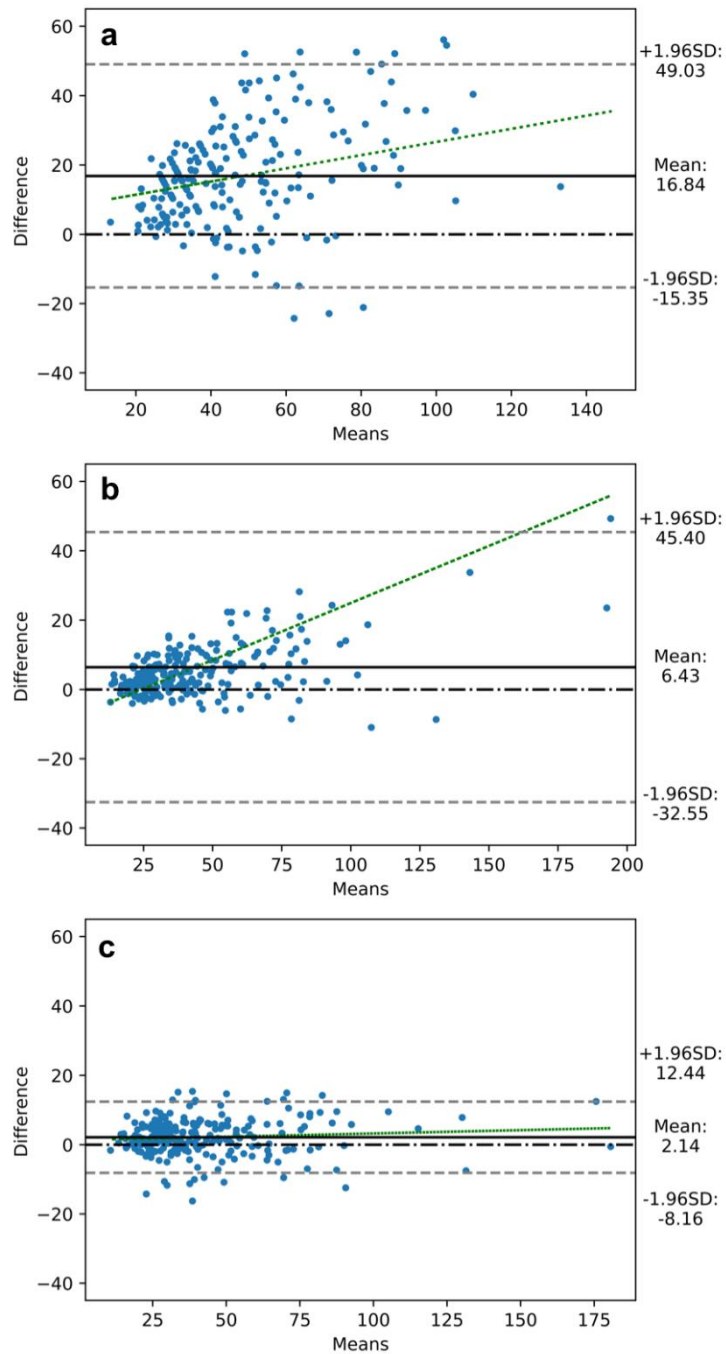 a
60
40
20
0
−20
−40
Difference
20 40 60 80 100 120 140
Means
+1.96SD:
49.03
Mean:
16.84
-1.96SD:
-15.35
b
60
40
20
0
−20
−40
Difference
25 50 75 100 125 150 175 200
Means
+1.96SD:
45.40
Mean:
6.43
-1.96SD:
-32.55
c
60
40
20
0
−20
−40
Difference
25 50 75 100 125 150 175
Means
+1.96SD:
12.44
Mean:
2.14
-1.96SD:
-8.16